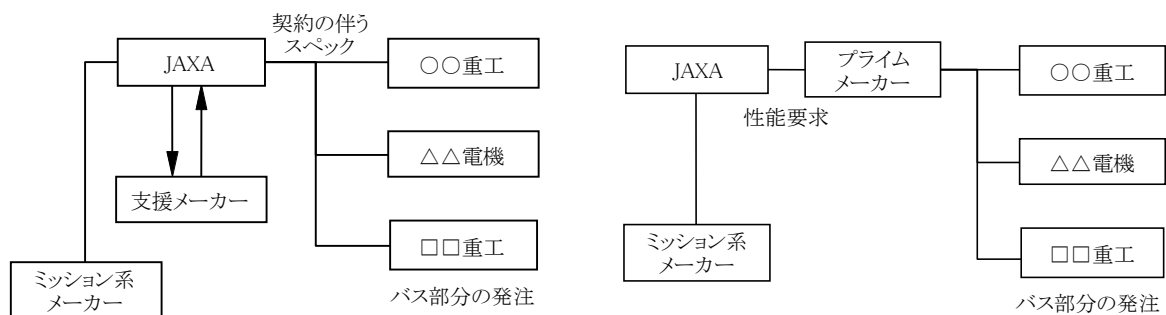 契約の伴う
スペック
JAXA
○○重工
△△電機
支援メーカー
□□重工
ミッション系
メーカー
バス部分の発注
JAXA
プライム
メーカー
○○重工
性能要求
△△電機
ミッション系
メーカー
□□重工
バス部分の発注